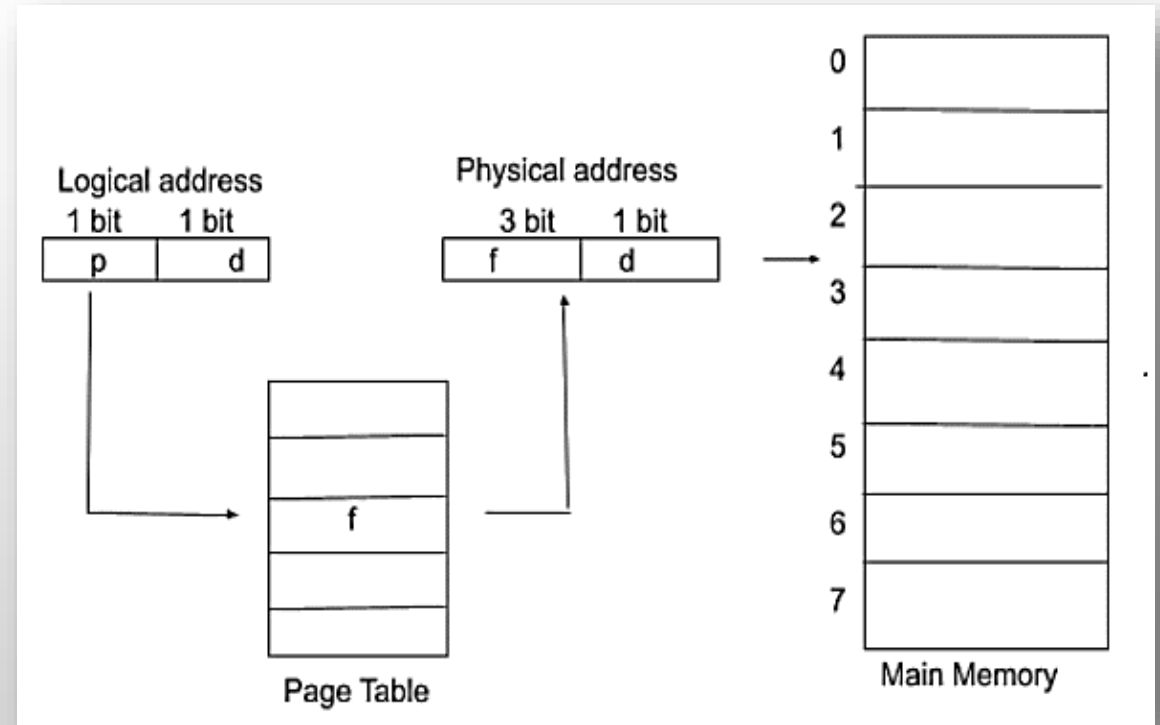 Logical address
1 bit 1 bit
p d
Physical address
3 bit 1 bit
f d
f
Page Table
0
1
2
3
4
5
6
7
Main Memory